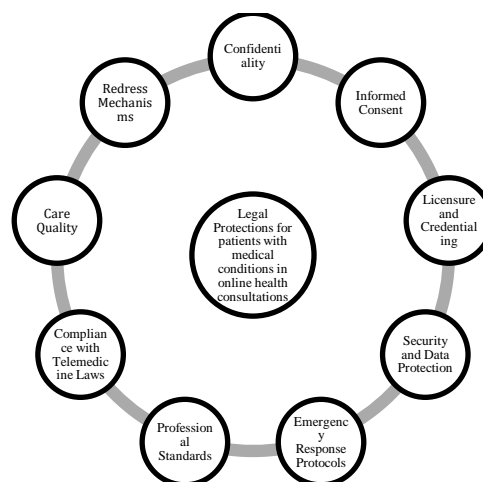 Confidenti
ality
Informed
Consent
Licensure
and
Credential
ing
Security
and Data
Protection
Emergenc
y
Response
Protocols
Profession
al
Standards
Complian
ce with
Telemedic
ine Laws
Care
Quality
Redress
Mechanis
ms
Legal
Protections for
patients with
medical
conditions in
online health
consultations